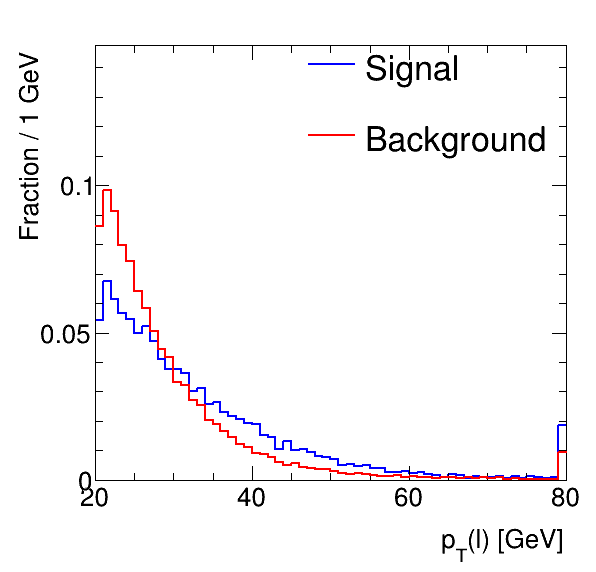 Fraction / 1 GeV
Signal
Background
0.1
0.05
0
20
40
60
80
p_T(l) [GeV]